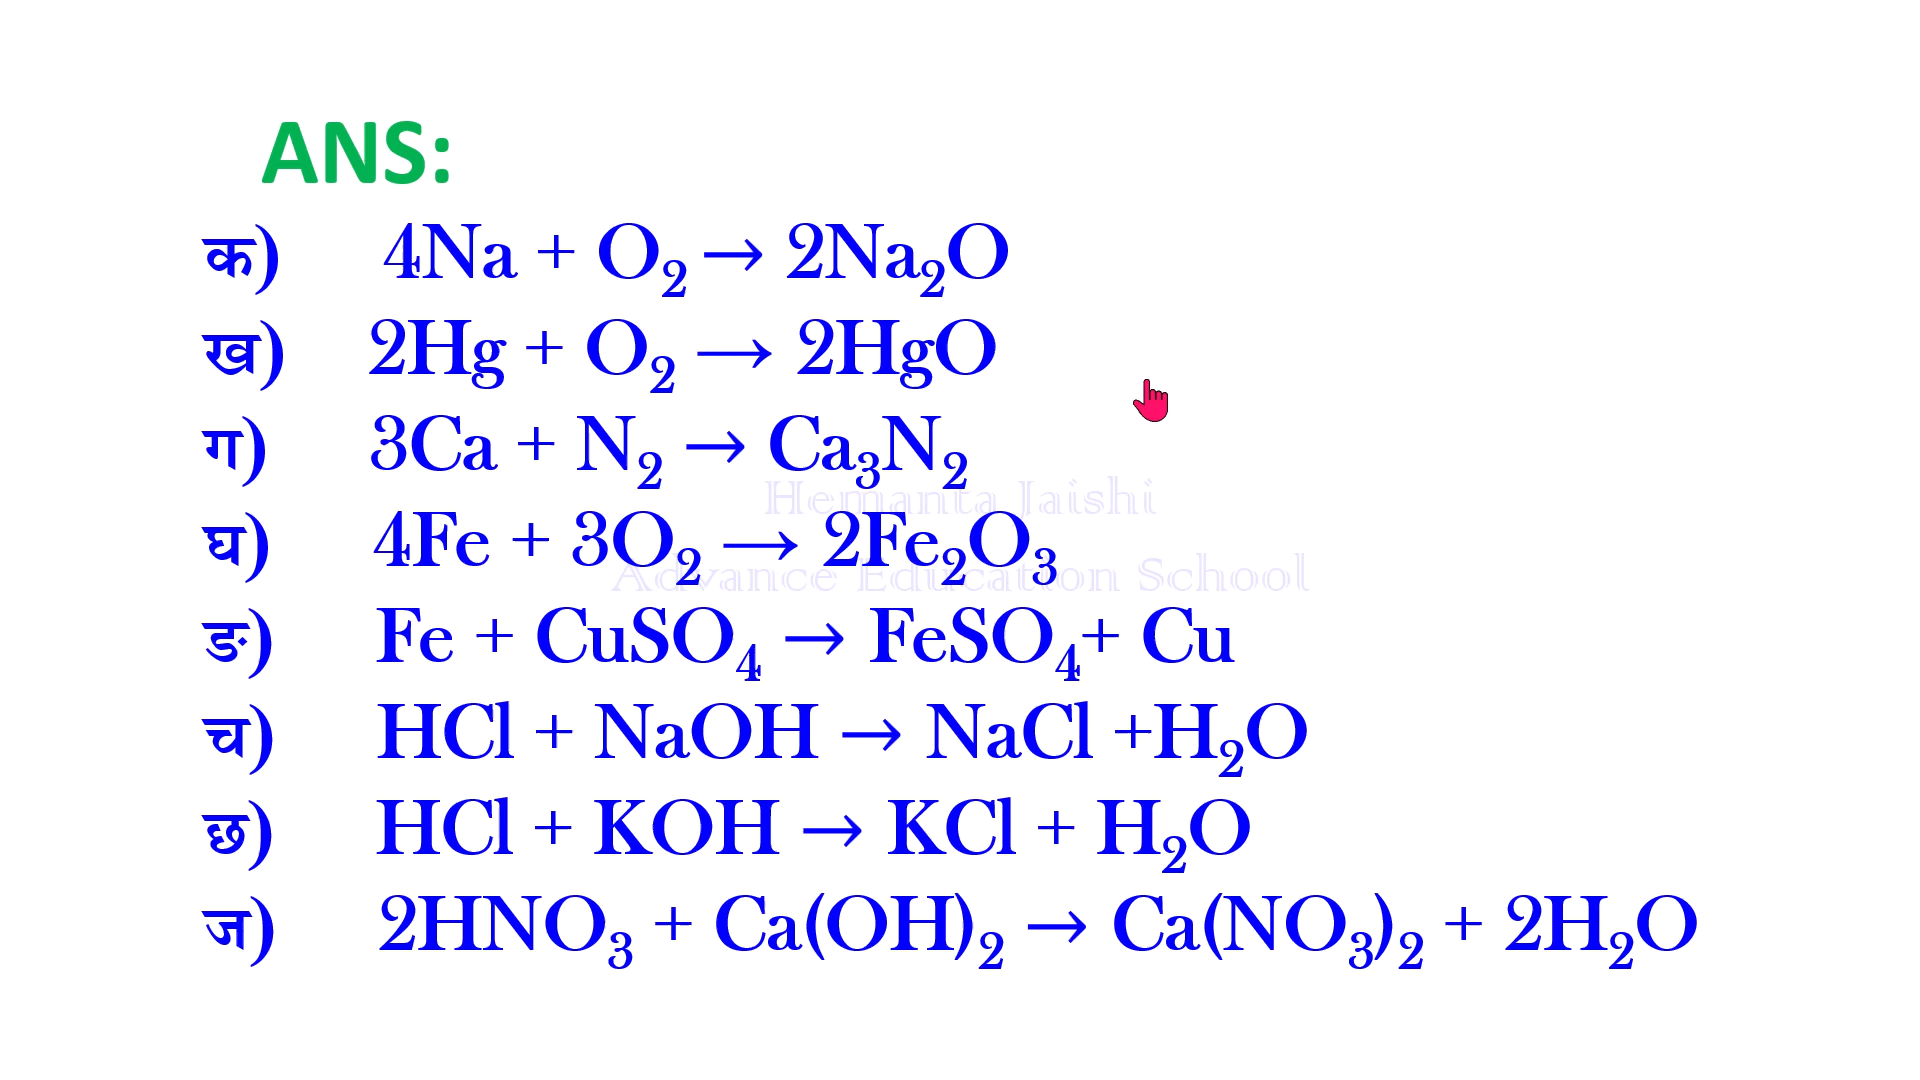 ANS:
क) 4Na + O₂ → 2Na₂O
ख) 2Hg + O₂ ⟶ 2HgO
ग) 3Ca + N₂ → Ca₃N₂
Hemanta Jaishi
घ) 4Fe + 3O₂ ⟶ 2Fe₂O₃
Advance Education School
ङ) Fe + CuSO₄ → FeSO₄+ Cu
च) HCl + NaOH → NaCl +H₂O
छ) HCl + KOH → KCl + H₂O
ज) 2HNO₃ + Ca(OH)₂ → Ca(NO₃)₂ + 2H₂O